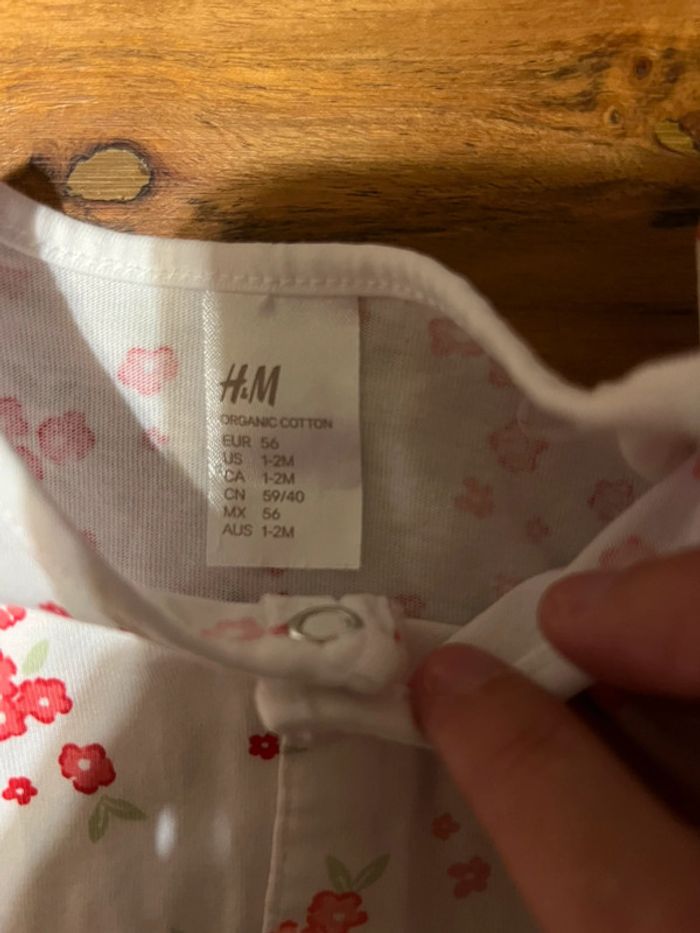 H&M
ORGANIC COTTON
EUR 56
US 1-2M
CA 1-2M
CN 59/40
MX 56
AUS 1-2M